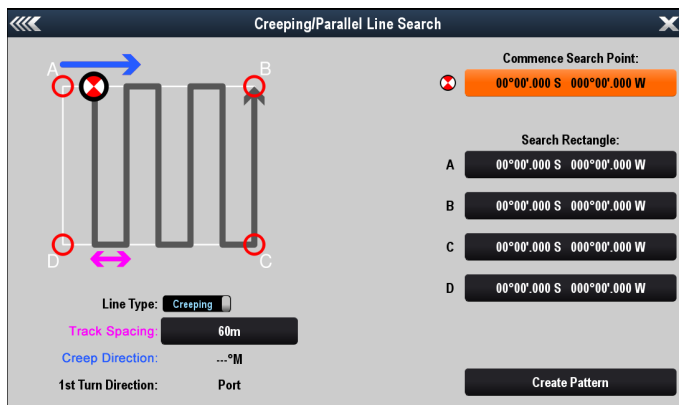 Creeping/Parallel Line Search
A
B
D
C
Line Type: Creeping
Track Spacing: 60m
Creep Direction: ---°M
1st Turn Direction: Port
Commence Search Point:
00°00'.000 S 000°00'.000 W
Search Rectangle:
A 00°00'.000 S 000°00'.000 W
B 00°00'.000 S 000°00'.000 W
C 00°00'.000 S 000°00'.000 W
D 00°00'.000 S 000°00'.000 W
Create Pattern